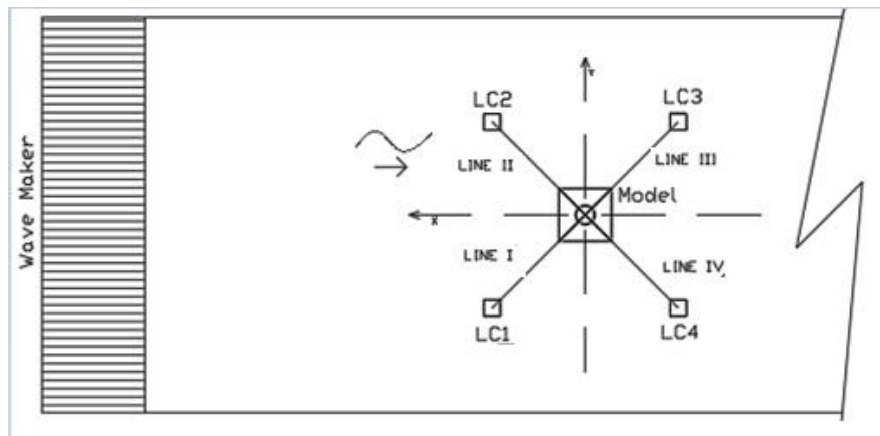 Wave Maker
LC2
LC3
Y
LINE II
LINE III
Model
X
LINE I
LINE IV
LC1
LC4